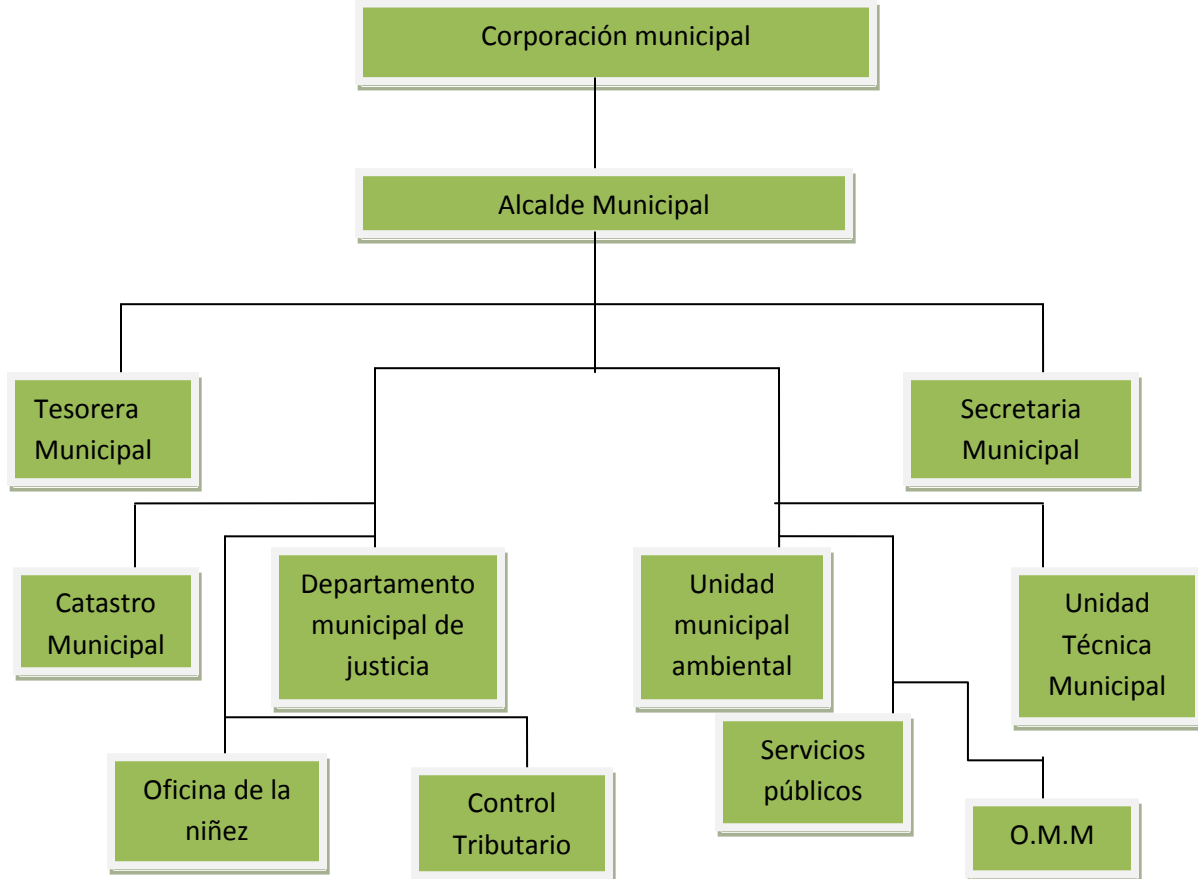 Corporación municipal
Alcalde Municipal
Tesorera
Municipal
Secretaria
Municipal
Catastro
Municipal
Departamento
municipal de
justicia
Unidad
municipal
ambiental
Unidad
Técnica
Municipal
Oficina de la
niñez
Control
Tributario
Servicios
públicos
O.M.M